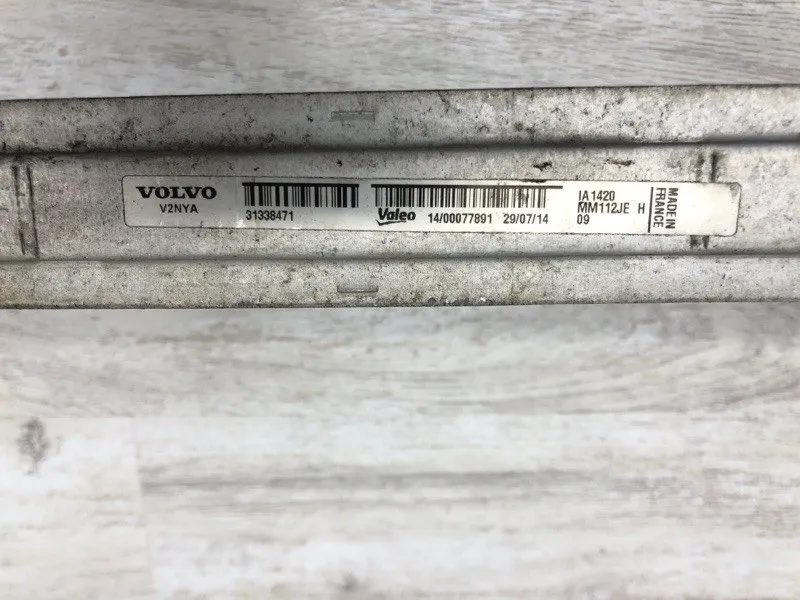 VOLVO
V2NYA
31338471
Valeo 14/00077891 29/07/14
IA1420
MM112JE H
09
MADE IN
FRANCE